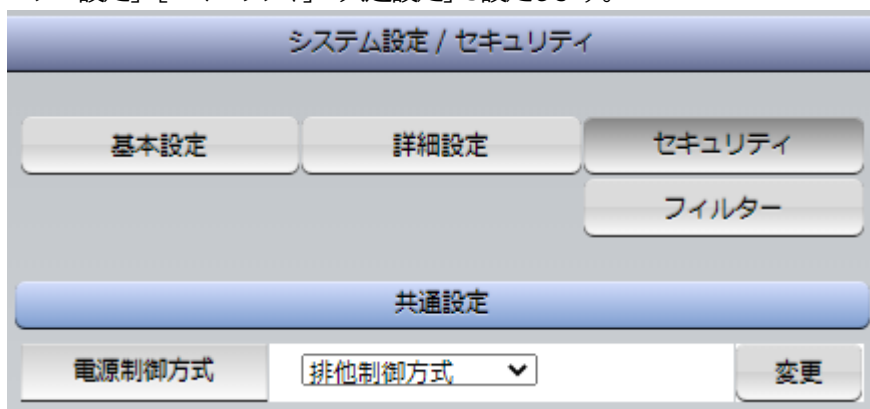 システム設定 / セキュリティ
基本設定 詳細設定 セキュリティ
フィルター
共通設定
電源制御方式 排他制御方式 変更